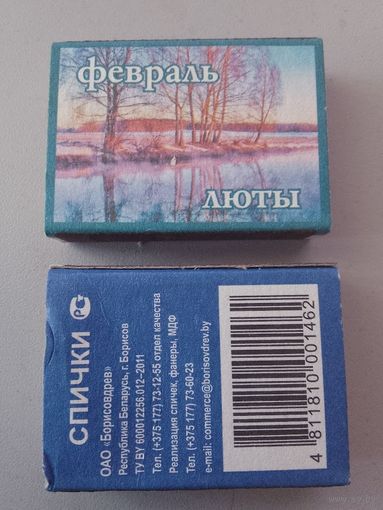 февраль
люты
СПИЧКИ
ОАО «Борисовдрев»
Республика Беларусь, г. Борисов
ТУ BY 600012256.012–2011
Тел. (+375 177) 73-12-55 отдел качества
Реализация спичек, фанеры, МДФ
Тел. (+375 177) 73-60-23
e-mail: commerce@borisovdrev.by
4 811810 001462